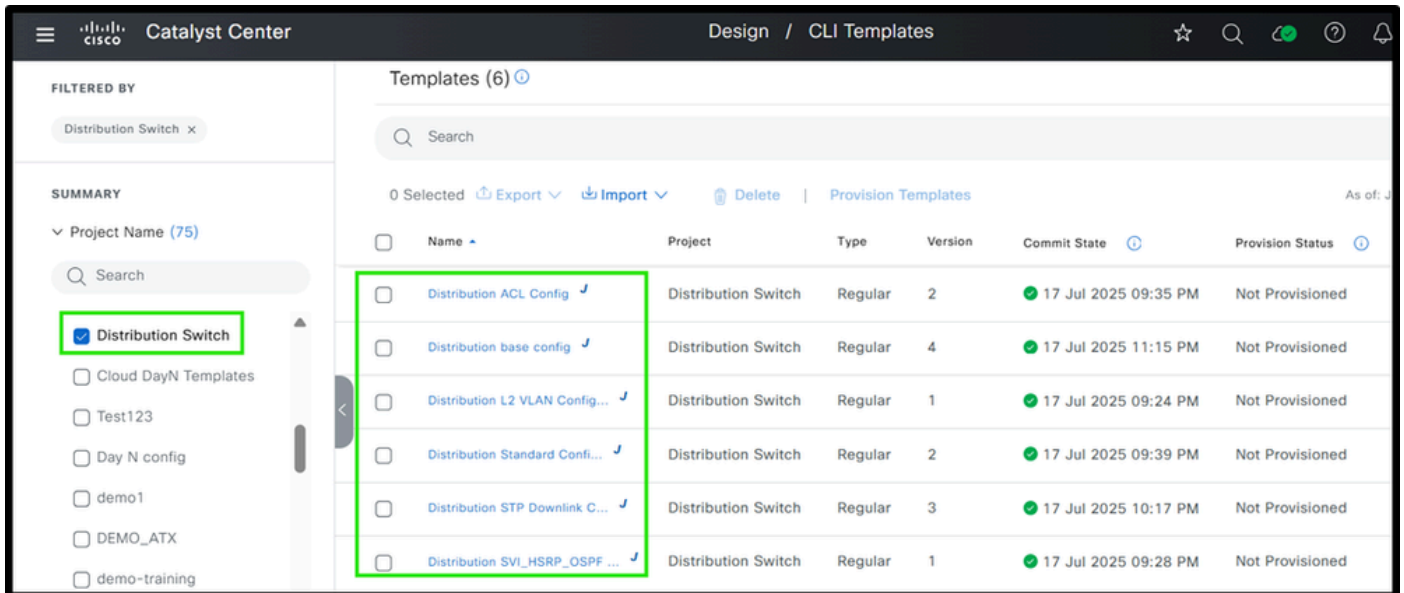 CISCO Catalyst Center
Design / CLI Templates
FILTERED BY
Distribution Switch ×
SUMMARY
Project Name (75)
Search
Distribution Switch
Cloud DayN Templates
Test123
Day N config
demo1
DEMO_ATX
demo-training
Templates (6)
Search
0 Selected Export Import Delete | Provision Templates As of: J
Name Project Type Version Commit State Provision Status
Distribution ACL Config J Distribution Switch Regular 2 17 Jul 2025 09:35 PM Not Provisioned
Distribution base config J Distribution Switch Regular 4 17 Jul 2025 11:15 PM Not Provisioned
Distribution L2 VLAN Config... J Distribution Switch Regular 1 17 Jul 2025 09:24 PM Not Provisioned
Distribution Standard Confi... J Distribution Switch Regular 2 17 Jul 2025 09:39 PM Not Provisioned
Distribution STP Downlink C... J Distribution Switch Regular 3 17 Jul 2025 10:17 PM Not Provisioned
Distribution SVI_HSRP_OSPF ... J Distribution Switch Regular 1 17 Jul 2025 09:28 PM Not Provisioned